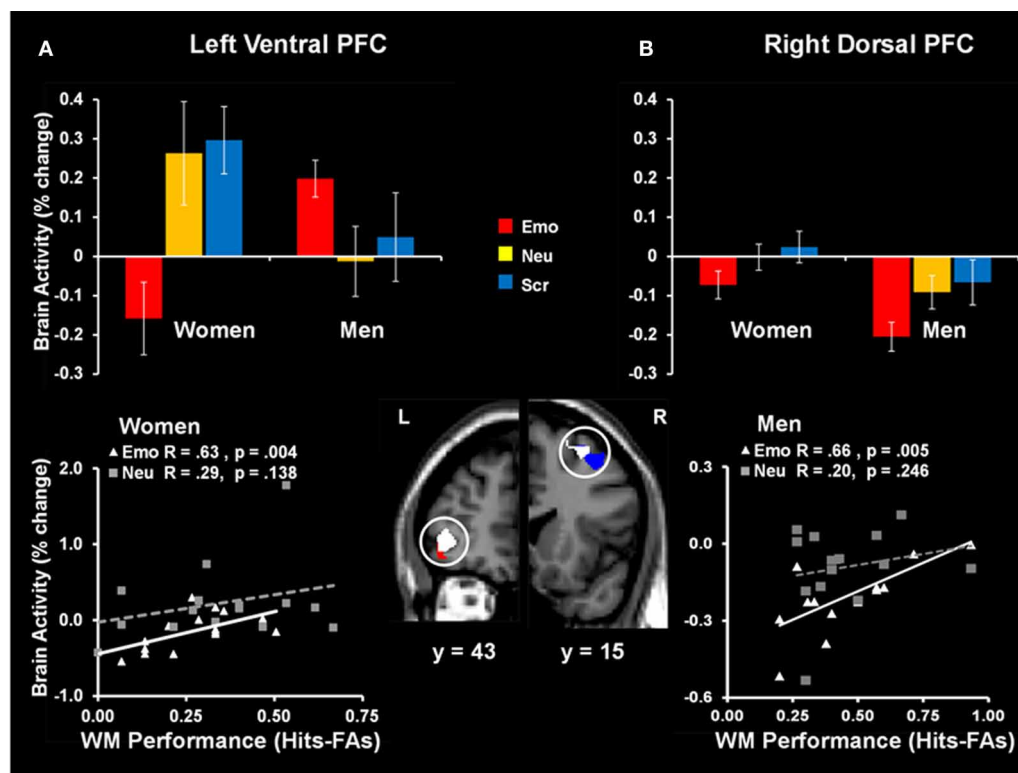 A
Left Ventral PFC
Brain Activity (% change)
0.4
0.3
0.2
0.1
0
-0.1
-0.2
-0.3
Women
Men
Emo
Neu
Scr
B
Right Dorsal PFC
0.4
0.3
0.2
0.1
0
-0.1
-0.2
-0.3
Women
Men
Women
Emo R = .63 , p = .004
Neu R = .29, p = .138
Brain Activity (% change)
2.0
1.0
0.0
-1.0
0.00 0.25 0.50 0.75
WM Performance (Hits-FAs)
L
R
y = 43
y = 15
Men
Emo R = .66 , p = .005
Neu R = .20, p = .246
0.3
0.0
-0.3
-0.6
0.00 0.25 0.50 0.75 1.00
WM Performance (Hits-FAs)